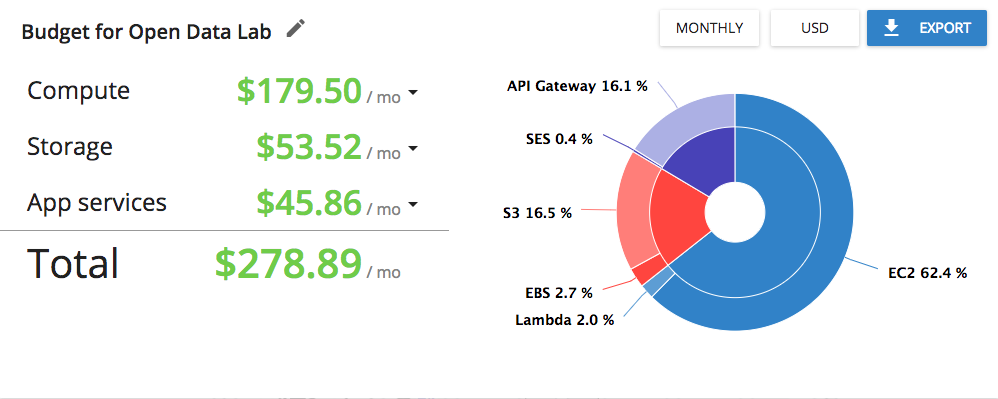 Budget for Open Data Lab
MONTHLY
USD
EXPORT
Compute $179.50 / mo
Storage $53.52 / mo
App services $45.86 / mo
Total $278.89 / mo
API Gateway 16.1 %
SES 0.4 %
S3 16.5 %
EBS 2.7 %
Lambda 2.0 %
EC2 62.4 %